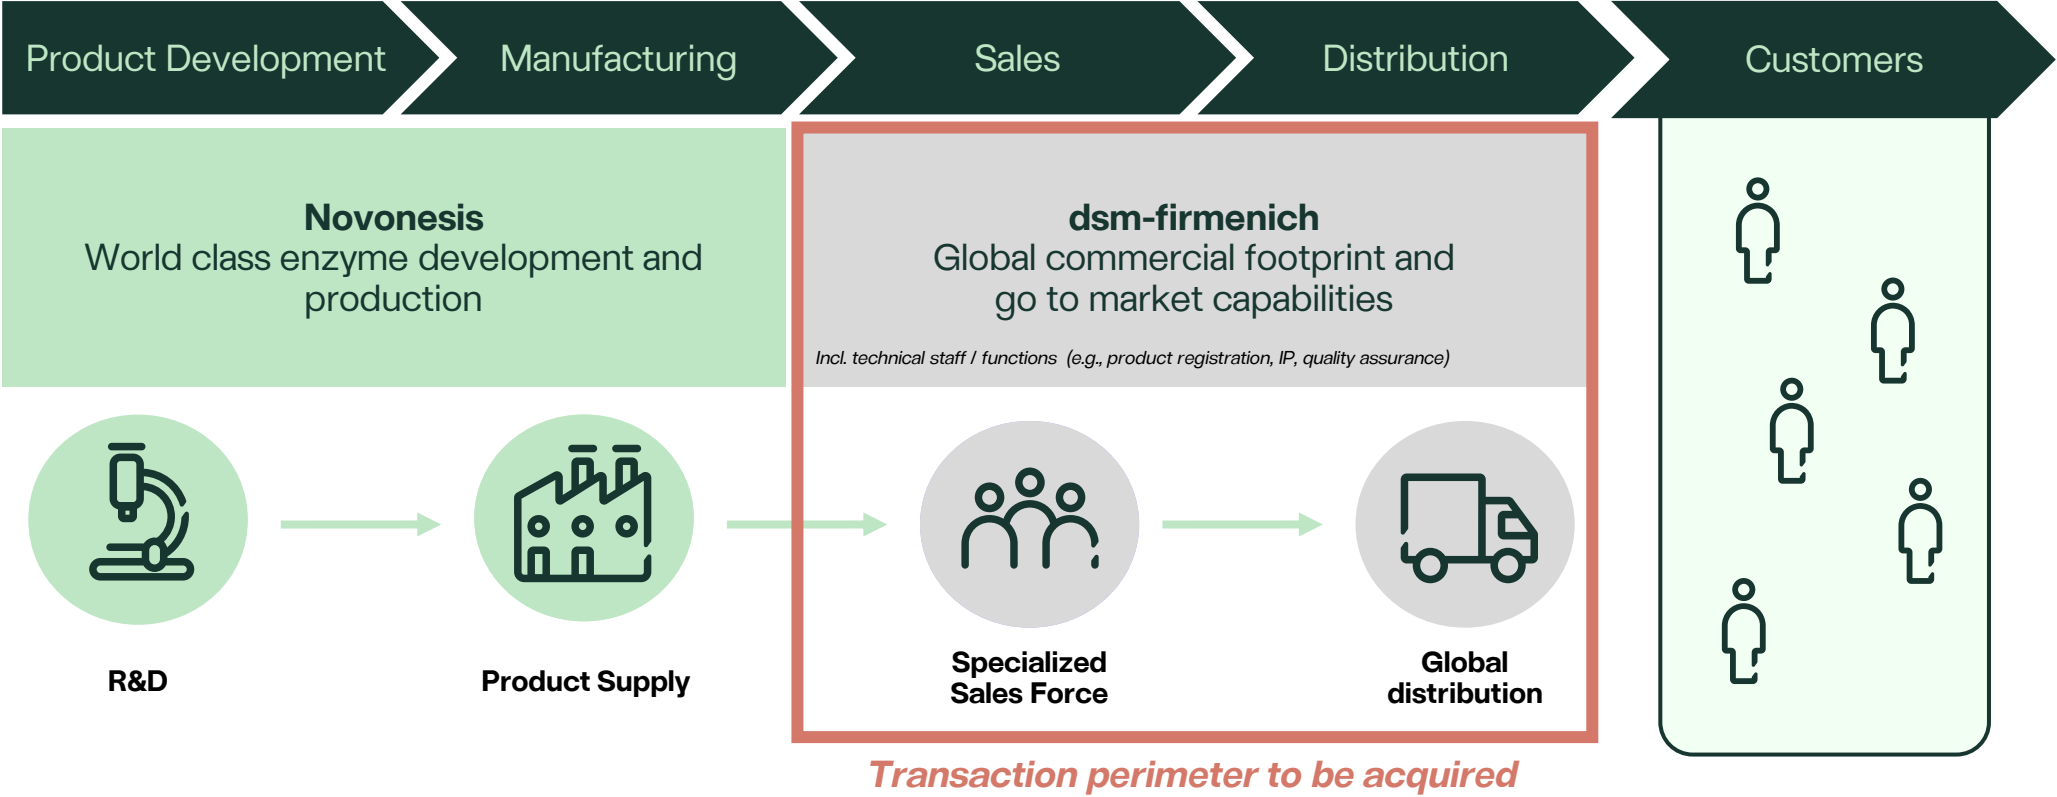 Product Development
Manufacturing
Sales
Distribution
Customers
Novonesis
World class enzyme development and
production
dsm-firmenich
Global commercial footprint and
go to market capabilities
Incl. technical staff / functions (e.g., product registration, IP, quality assurance)
R&D
Product Supply
Specialized
Sales Force
Global
distribution
Transaction perimeter to be acquired